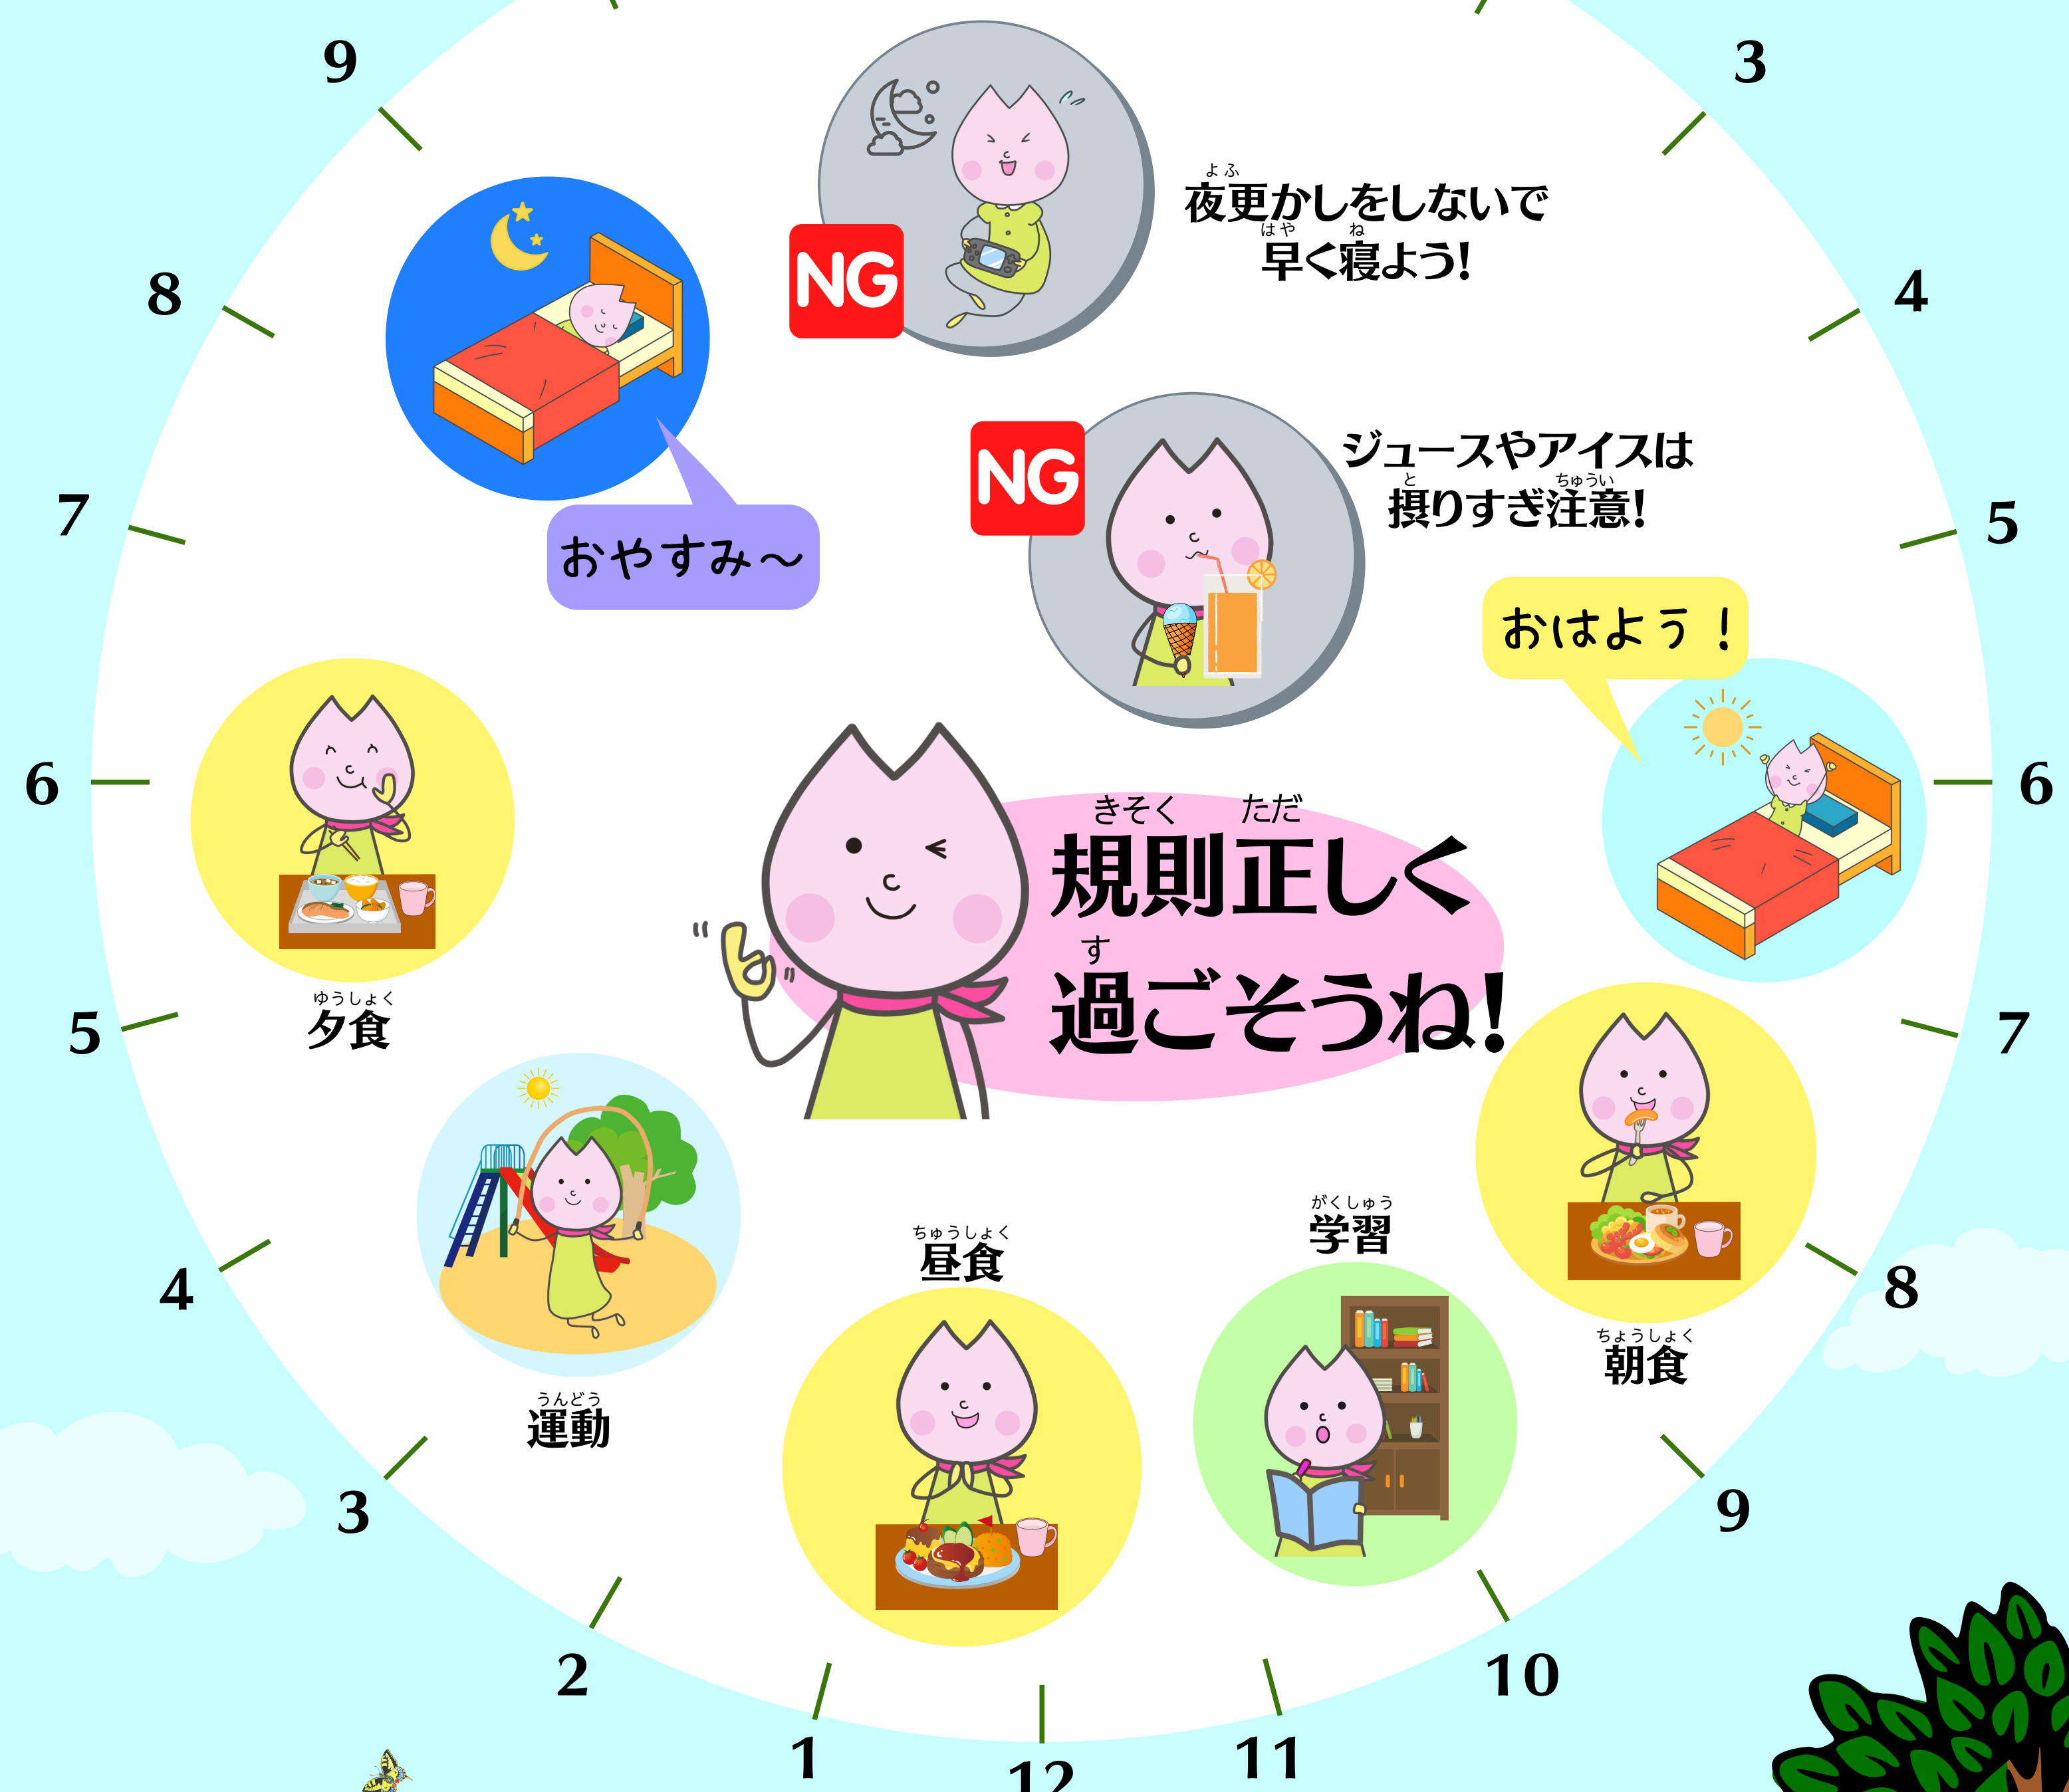 9
3
よふ
夜更かしをしないで
はや ね
早く寝よう!
NG
8
4
NG
ジュースやアイスは
と ちゅうい
摂りすぎ注意!
7
5
おやすみ～
おはよう!
6
6
きそく ただ
規則正しく
す
過ごそうね!
ゆうしょく
夕食
5
7
がくしゅう
学習
ちゅうしょく
昼食
4
8
ちょうしょく
朝食
うんどう
運動
3
9
2
10
1
12
11